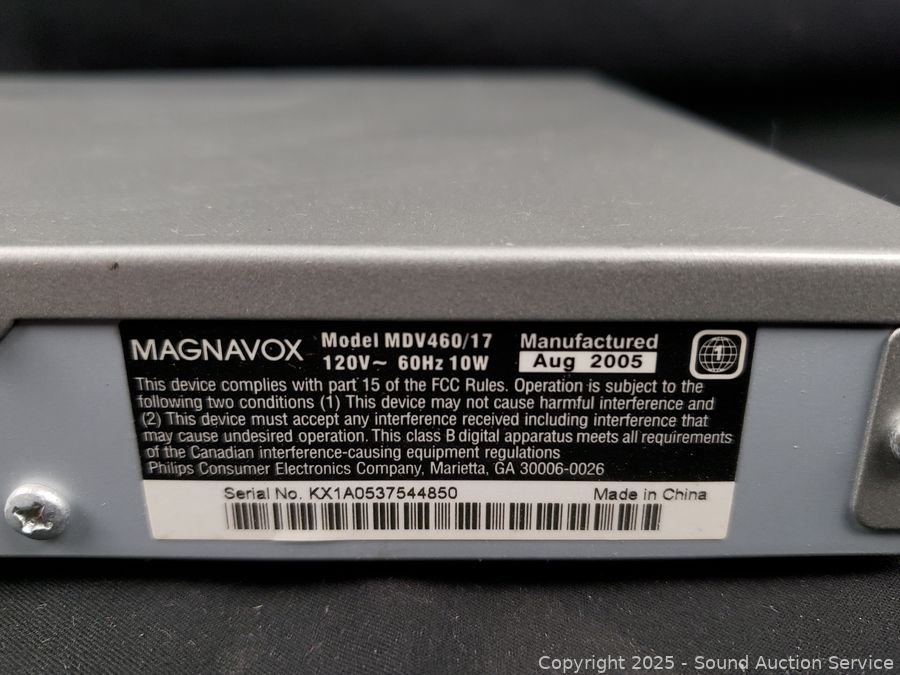 MAGNAVOX
Model MDV460/17
120V~ 60Hz 10W
Manufactured
Aug 2005
1
This device complies with part 15 of the FCC Rules. Operation is subject to the
following two conditions (1) This device may not cause harmful interference and
(2) This device must accept any interference received including interference that
may cause undesired operation. This class B digital apparatus meets all requirements
of the Canadian interference-causing equipment regulations
Philips Consumer Electronics Company, Marietta, GA 30006-0026
Serial No. KX1A0537544850
Made in China
Copyright © 2025 - Sound Auction Service